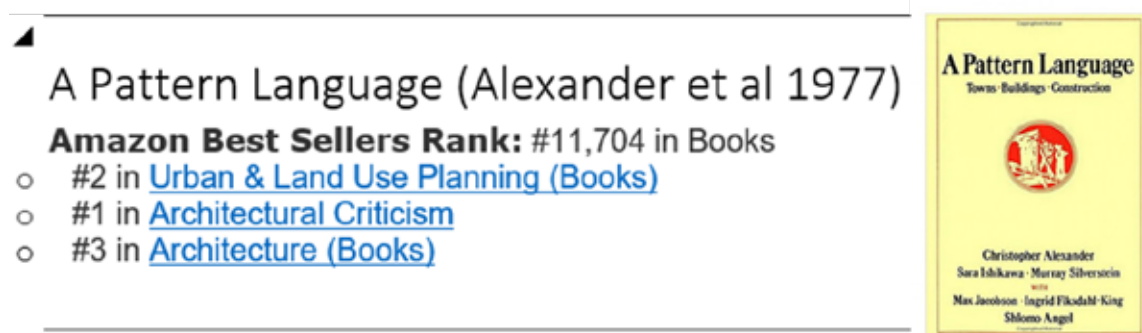 A Pattern Language (Alexander et al 1977)
Amazon Best Sellers Rank: #11,704 in Books
#2 in Urban & Land Use Planning (Books)
#1 in Architectural Criticism
#3 in Architecture (Books)
A Pattern Language
Towns · Buildings · Construction
Christopher Alexander
Sara Ishikawa · Murray Silverstein
WITH
Max Jacobson · Ingrid Fiksdahl-King
Shlomo Angel